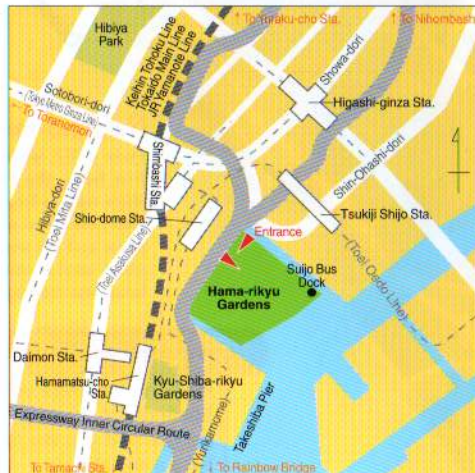 ↑ To Yuraku-cho Sta.
↑ To Nihombashi
Hibiya
Park
Keihin Tohoku Line
Tokaido Main Line
JR Yamanote Line
Showa-dori
Sotobori-dori
(Tokyo Metro Ginza Line)
← To Toranomon
Higashi-ginza Sta.
Shimbashi Sta.
Shin-Ohashi-dori
Hibiya-dori
(Toei Mita Line)
Shio-dome Sta.
Tsukiji Shijo Sta.
(Toei Asakusa Line)
Entrance
Suijo Bus
Dock
(Toei Oedo Line)
Hama-rikyu
Gardens
Daimon Sta.
Hamamatsu-cho
Sta.
Kyu-Shiba-rikyu
Gardens
Takeshiba Pier
(Yurikamome)
Expressway Inner Circular Route
↓ To Tamachi Sta.
↓ To Rainbow Bridge